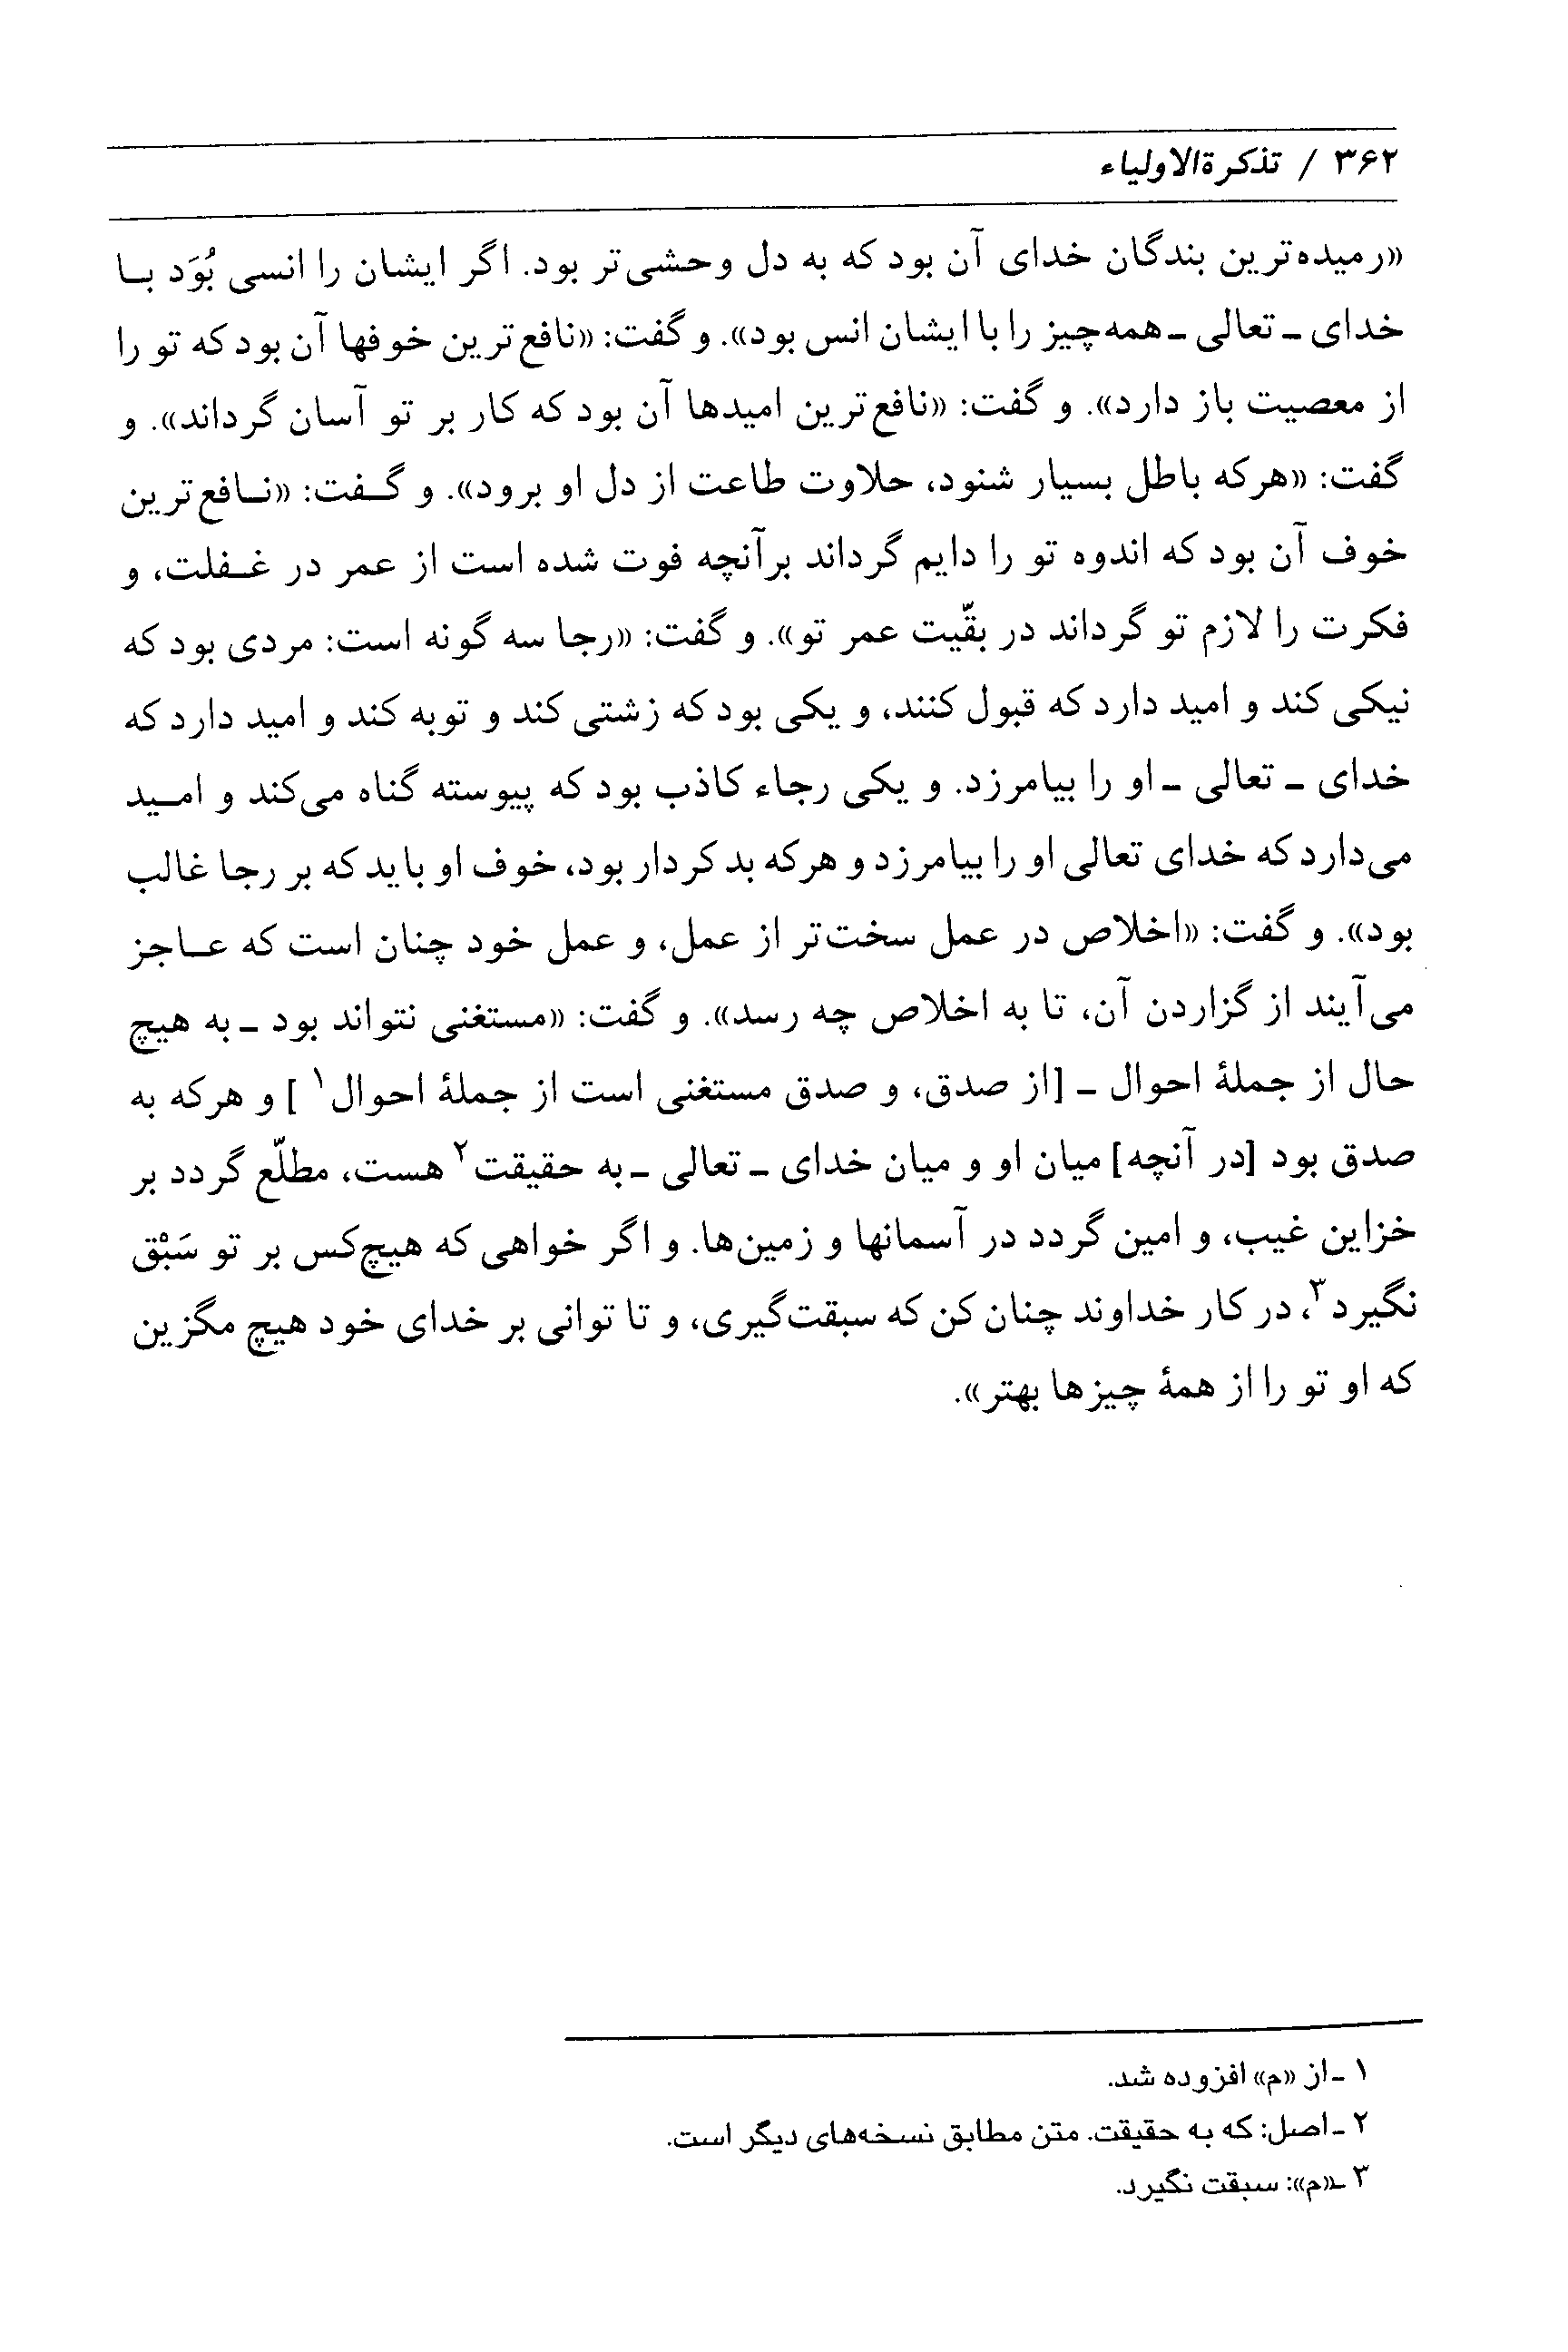 ۳۶۲ / تذکرةالاولیاء
«رمیده‌ترین بندگان خدای آن بود که به دل وحشی‌تر بود. اگر ایشان را انسی بُوَد با
خدای ـ تعالی ـ همه‌چیز را با ایشان انس بود». و گفت: «نافع‌ترین خوفها آن بود که تو را
از معصیت باز دارد». و گفت: «نافع‌ترین امیدها آن بود که کار بر تو آسان گرداند». و
گفت: «هرکه باطل بسیار شنود، حلاوت طاعت از دل او برود». و گفت: «نافع‌ترین
خوف آن بود که اندوه تو را دایم گرداند برآنچه فوت شده است از عمر در غفلت، و
فکرت را لازم تو گرداند در بقّیت عمر تو». و گفت: «رجا سه گونه است: مردی بود که
نیکی کند و امید دارد که قبول کنند، و یکی بود که زشتی کند و توبه کند و امید دارد که
خدای ـ تعالی ـ او را بیامرزد. و یکی رجاء کاذب بود که پیوسته گناه می‌کند و امید
می‌دارد که خدای تعالی او را بیامرزد و هرکه بد کردار بود، خوف او باید که بر رجا غالب
بود». و گفت: «اخلاص در عمل سخت‌تر از عمل، و عمل خود چنان است که عاجز
می‌آیند از گزاردن آن، تا به اخلاص چه رسد». و گفت: «مستغنی نتواند بود ـ به هیچ
حال از جملهٔ احوال ـ [از صدق، و صدق مستغنی است از جملهٔ احوال۱] و هرکه به
صدق بود [در آنچه] میان او و میان خدای ـ تعالی ـ به حقیقت۲ هست، مطلّع گردد بر
خزاین غیب، و امین گردد در آسمانها و زمین‌ها. و اگر خواهی که هیچ‌کس بر تو سَبْق
نگیرد۳، در کار خداوند چنان کن که سبقت‌گیری، و تا توانی بر خدای خود هیچ مگزین
که او تو را از همهٔ چیزها بهتر».
۱ ـ از «م» افزوده شد.
۲ ـ اصل: که به حقیقت. متن مطابق نسخه‌های دیگر است.
۳ ـ «م»: سبقت نگیرد.